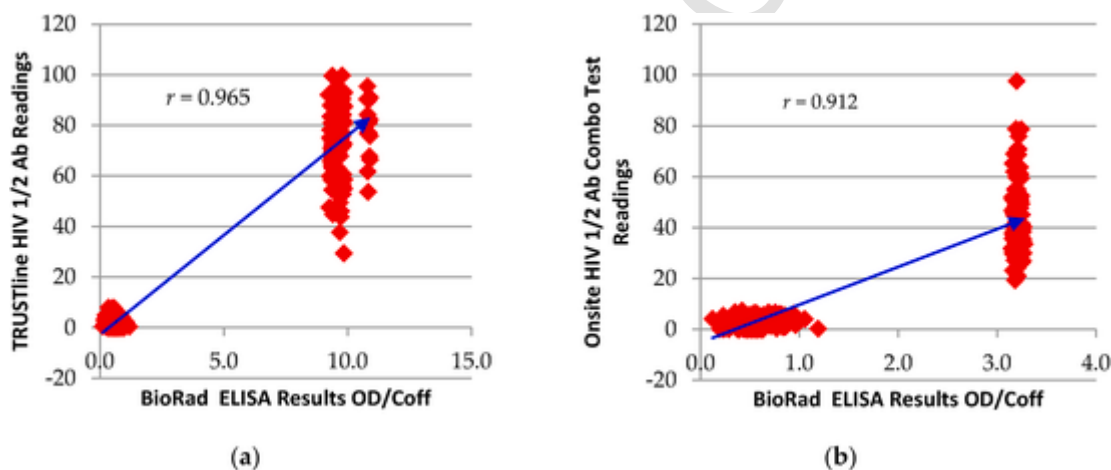 TRUSTline HIV 1/2 Ab Readings
120
100
80
60
40
20
0
-20
r = 0.965
0.0 5.0 10.0 15.0
BioRad ELISA Results OD/Coff
(a)
Onsite HIV 1/2 Ab Combo Test
Readings
120
100
80
60
40
20
0
-20
r = 0.912
0.0 1.0 2.0 3.0 4.0
BioRad ELISA Results OD/Coff
(b)